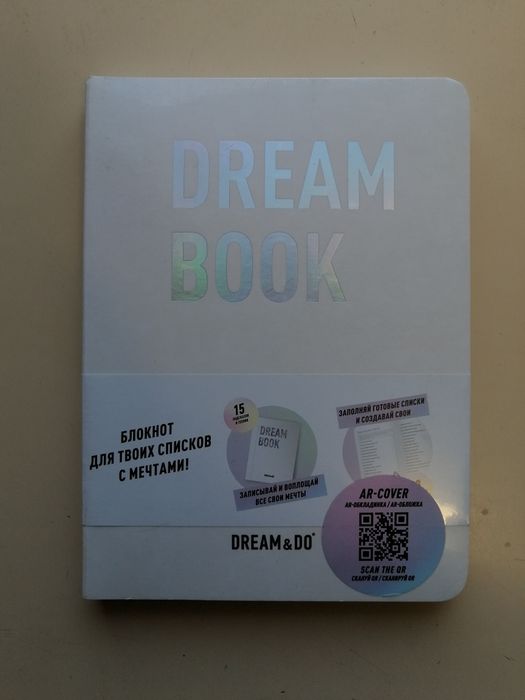 DREAM
BOOK
БЛОКНОТ
ДЛЯ ТВОИХ СПИСКОВ
С МЕЧТАМИ!
15
DREAM
BOOK
ЗАПИСЫВАЙ И ВОПЛОЩАЙ
ВСЕ СВОИ МЕЧТЫ
ЗАПОЛНЯЙ ГОТОВЫЕ СПИСКИ
И СОЗДАВАЙ СВОИ
AR-COVER
AR-ОБКЛАДИНКА / AR-ОБЛОЖКА
SCAN THE QR
СКАНУЙ QR / СКАНИРУЙ QR
DREAM&DO